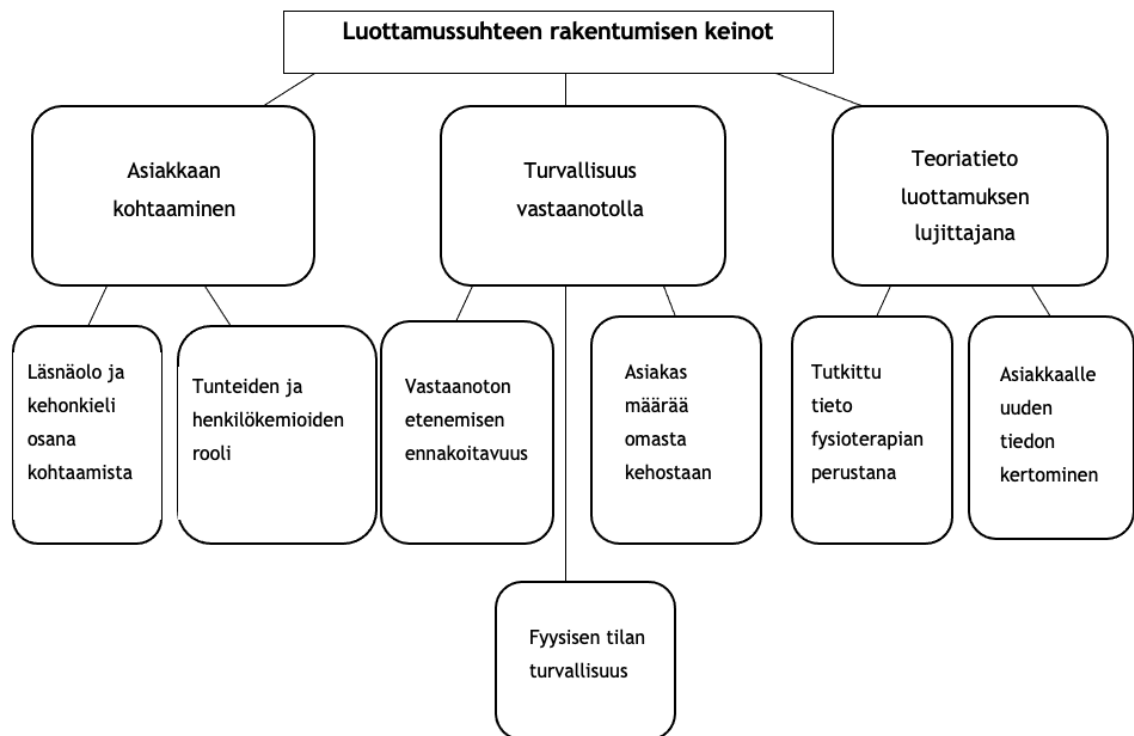 Luottamussuhteen rakentumisen keinot
Asiakkaan
kohtaaminen
Turvallisuus
vastaanotolla
Teoriatieto
luottamuksen
lujittajana
Läsnäolo ja
kehonkieli
osana
kohtaamista
Tunteiden ja
henkilökemioiden
rooli
Vastaanoton
etenemisen
ennakoitavuus
Asiakas
määrää
omasta
kehostaan
Tutkittu
tieto
fysioterapian
perustana
Asiakkaalle
uuden
tiedon
kertominen
Fyysisen tilan
turvallisuus